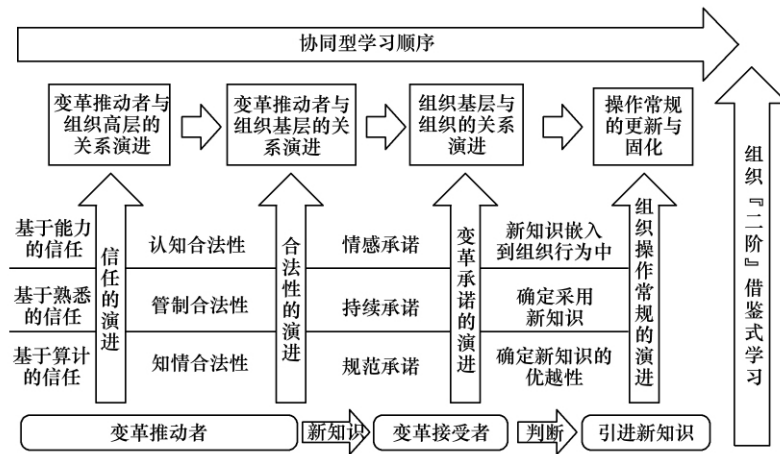 协同型学习顺序
变革推动者与
组织高层的
关系演进
变革推动者与
组织基层的关
系演进
组织基层与
组织的关系
演进
操作常规
的更新与
固化
组织『二阶』借鉴式学习
基于能力
的信任
认知合法性
情感承诺
新知识嵌入
到组织行为中
基于熟悉
的信任
管制合法性
持续承诺
确定采用
新知识
基于算计
的信任
知情合法性
规范承诺
确定新知识的
优越性
信任的演进
合法性的演进
变革承诺的演进
组织操作常规的演进
变革推动者
新知识
变革接受者
判断
引进新知识